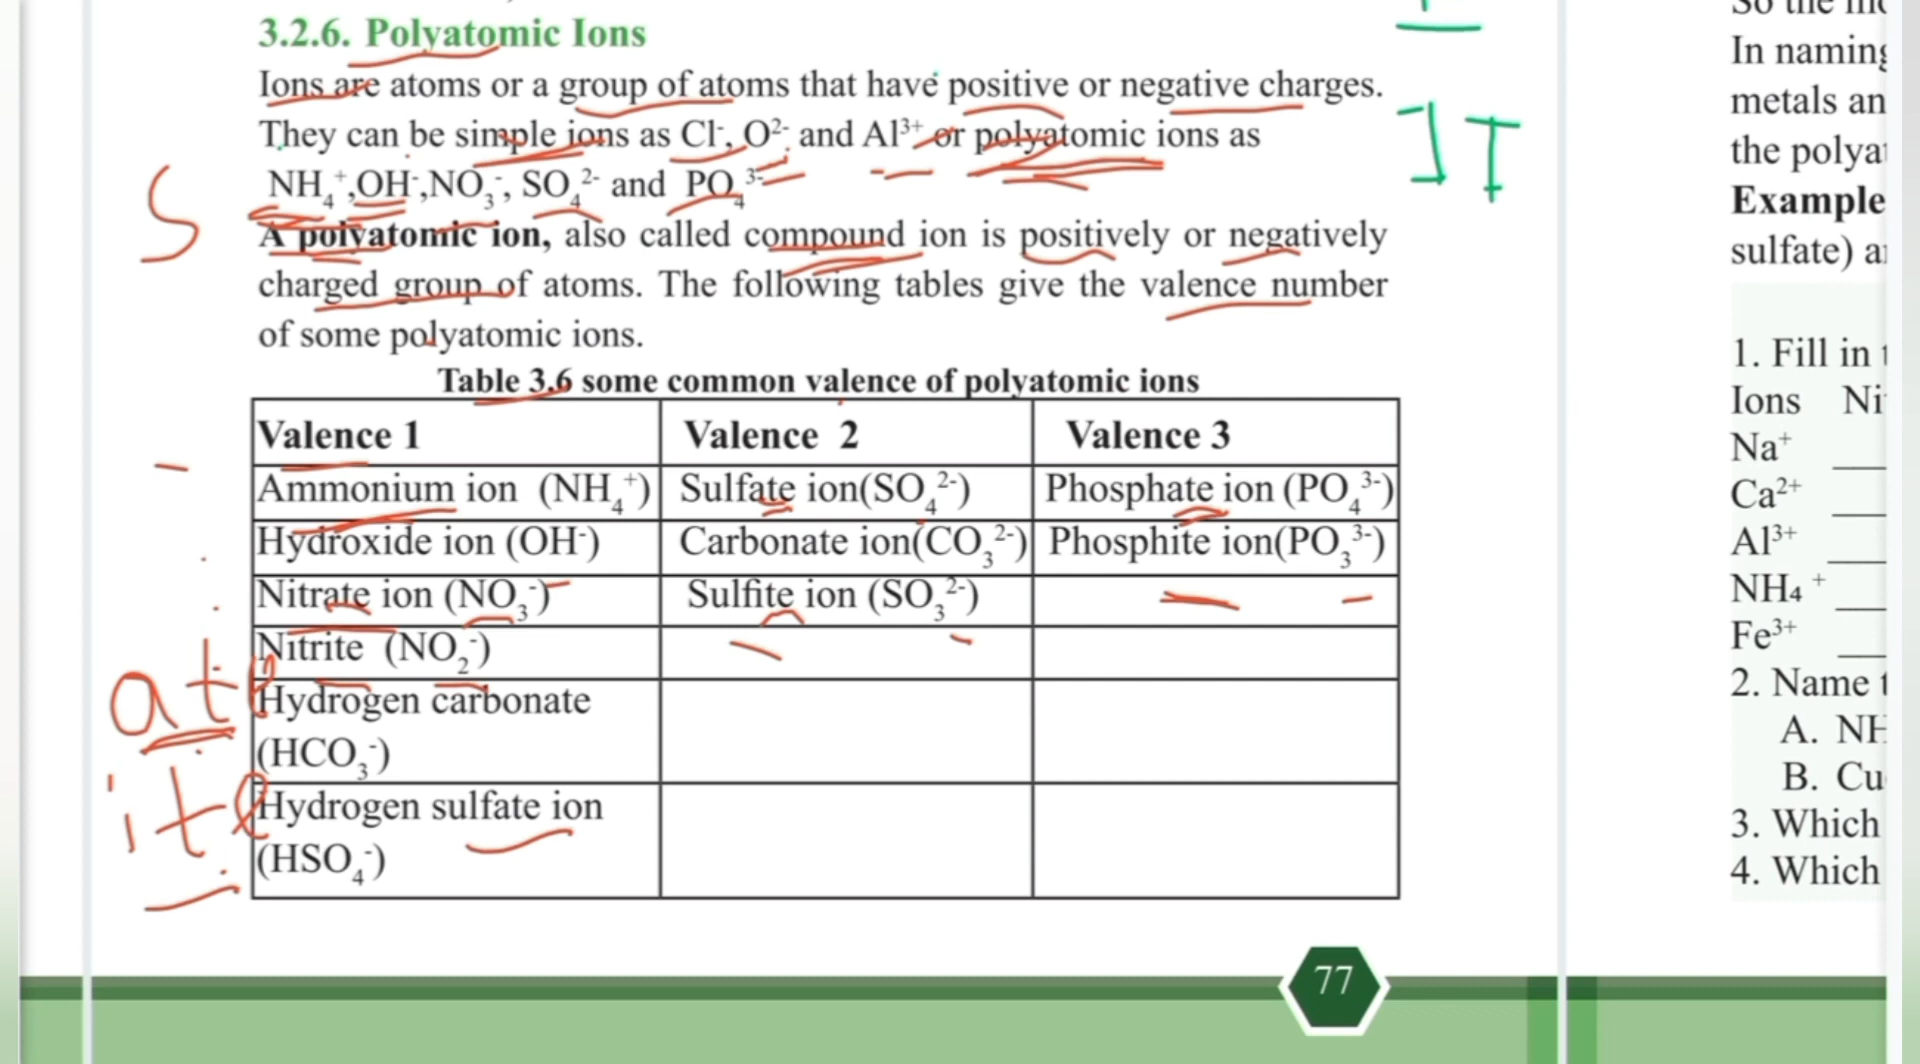 3.2.6. Polyatomic Ions
Ions are atoms or a group of atoms that have positive or negative charges.
They can be simple ions as Cl⁻, O²⁻ and Al³⁺ or polyatomic ions as
NH₄⁺,OH⁻,NO₃⁻, SO₄²⁻ and PO₄³⁻
A polyatomic ion, also called compound ion is positively or negatively
charged group of atoms. The following tables give the valence number
of some polyatomic ions.
Table 3.6 some common valence of polyatomic ions
Valence 1 Valence 2 Valence 3
Ammonium ion (NH₄⁺) Sulfate ion(SO₄²⁻) Phosphate ion (PO₄³⁻)
Hydroxide ion (OH⁻) Carbonate ion(CO₃²⁻) Phosphite ion(PO₃³⁻)
Nitrate ion (NO₃⁻) Sulfite ion (SO₃²⁻)
Nitrite (NO₂⁻)
Hydrogen carbonate
(HCO₃⁻)
Hydrogen sulfate ion
(HSO₄⁻)
S
ate
ite
77
In naming
metals an
the
Example
sulfate)
1. Fill in
Ions
Na⁺ ___
Ca²⁺ ___
Al³⁺ ___
NH₄⁺ ___
Fe³⁺ ___
2. Name
A.
B.
3. Which
4. Which